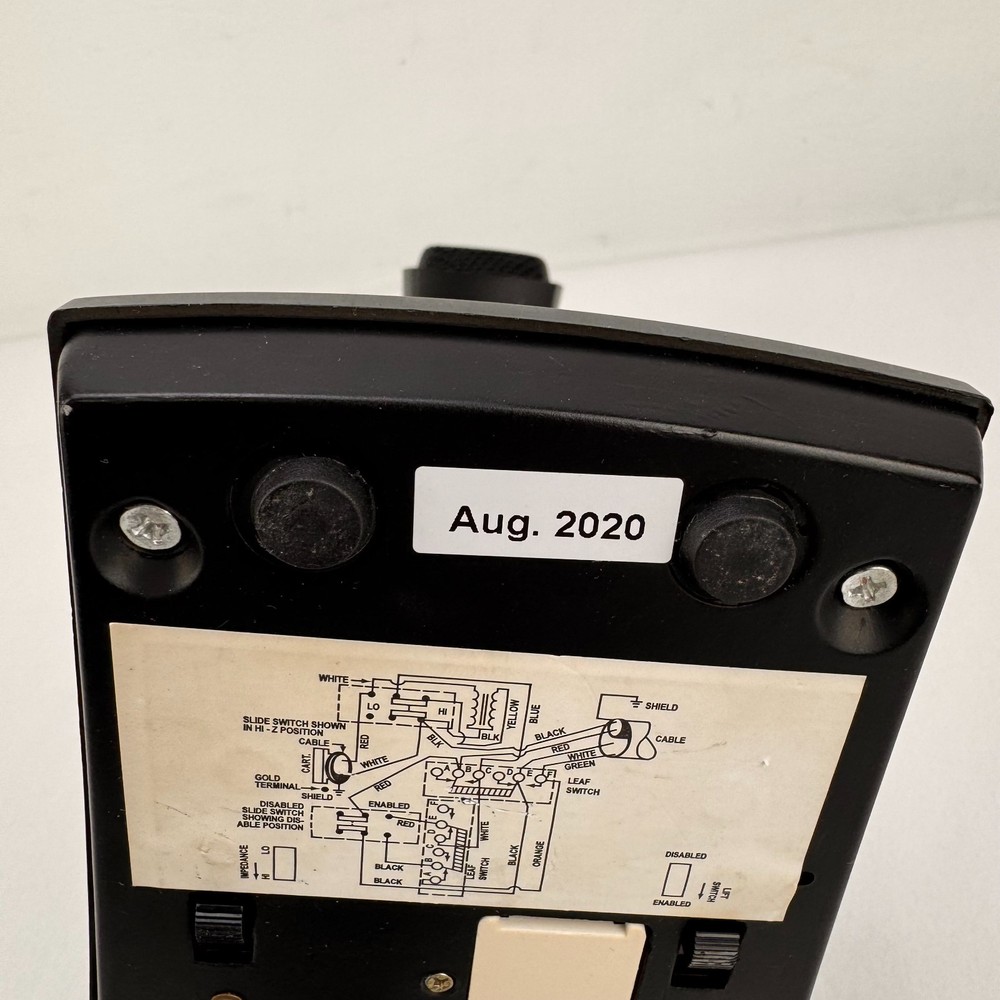 Aug. 2020
WHITE
LO
HI
YELLOW
BLUE
SHIELD
SLIDE SWITCH SHOWN
IN HI - Z POSITION
RED
BLK
BLK
BLACK
RED
WHITE
GREEN
CABLE
CABLE
CART.
WHITE
RED
A B C D E F
LEAF
SWITCH
GOLD
TERMINAL
SHIELD
DISABLED
SLIDE SWITCH
SHOWING DIS-
ABLE POSITION
ENABLED
RED
F
E
D
C
B
A
WHITE
BLACK
ORANGE
LEAF
SWITCH
BLACK
BLACK
IMPEDANCE
LO
HI
DISABLED
LIFT
SWITCH
ENABLED